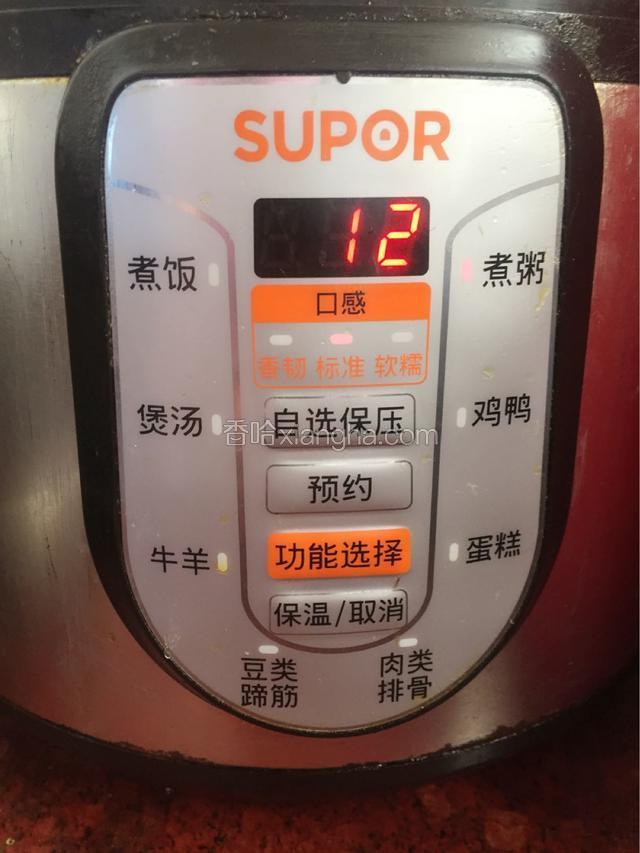 SUPOR
12
煮饭
煮粥
口感
香韧 标准 软糯
煲汤
自选保压
鸡鸭
香哈xiangha.com
预约
牛羊
功能选择
蛋糕
保温/取消
豆类
蹄筋
肉类
排骨